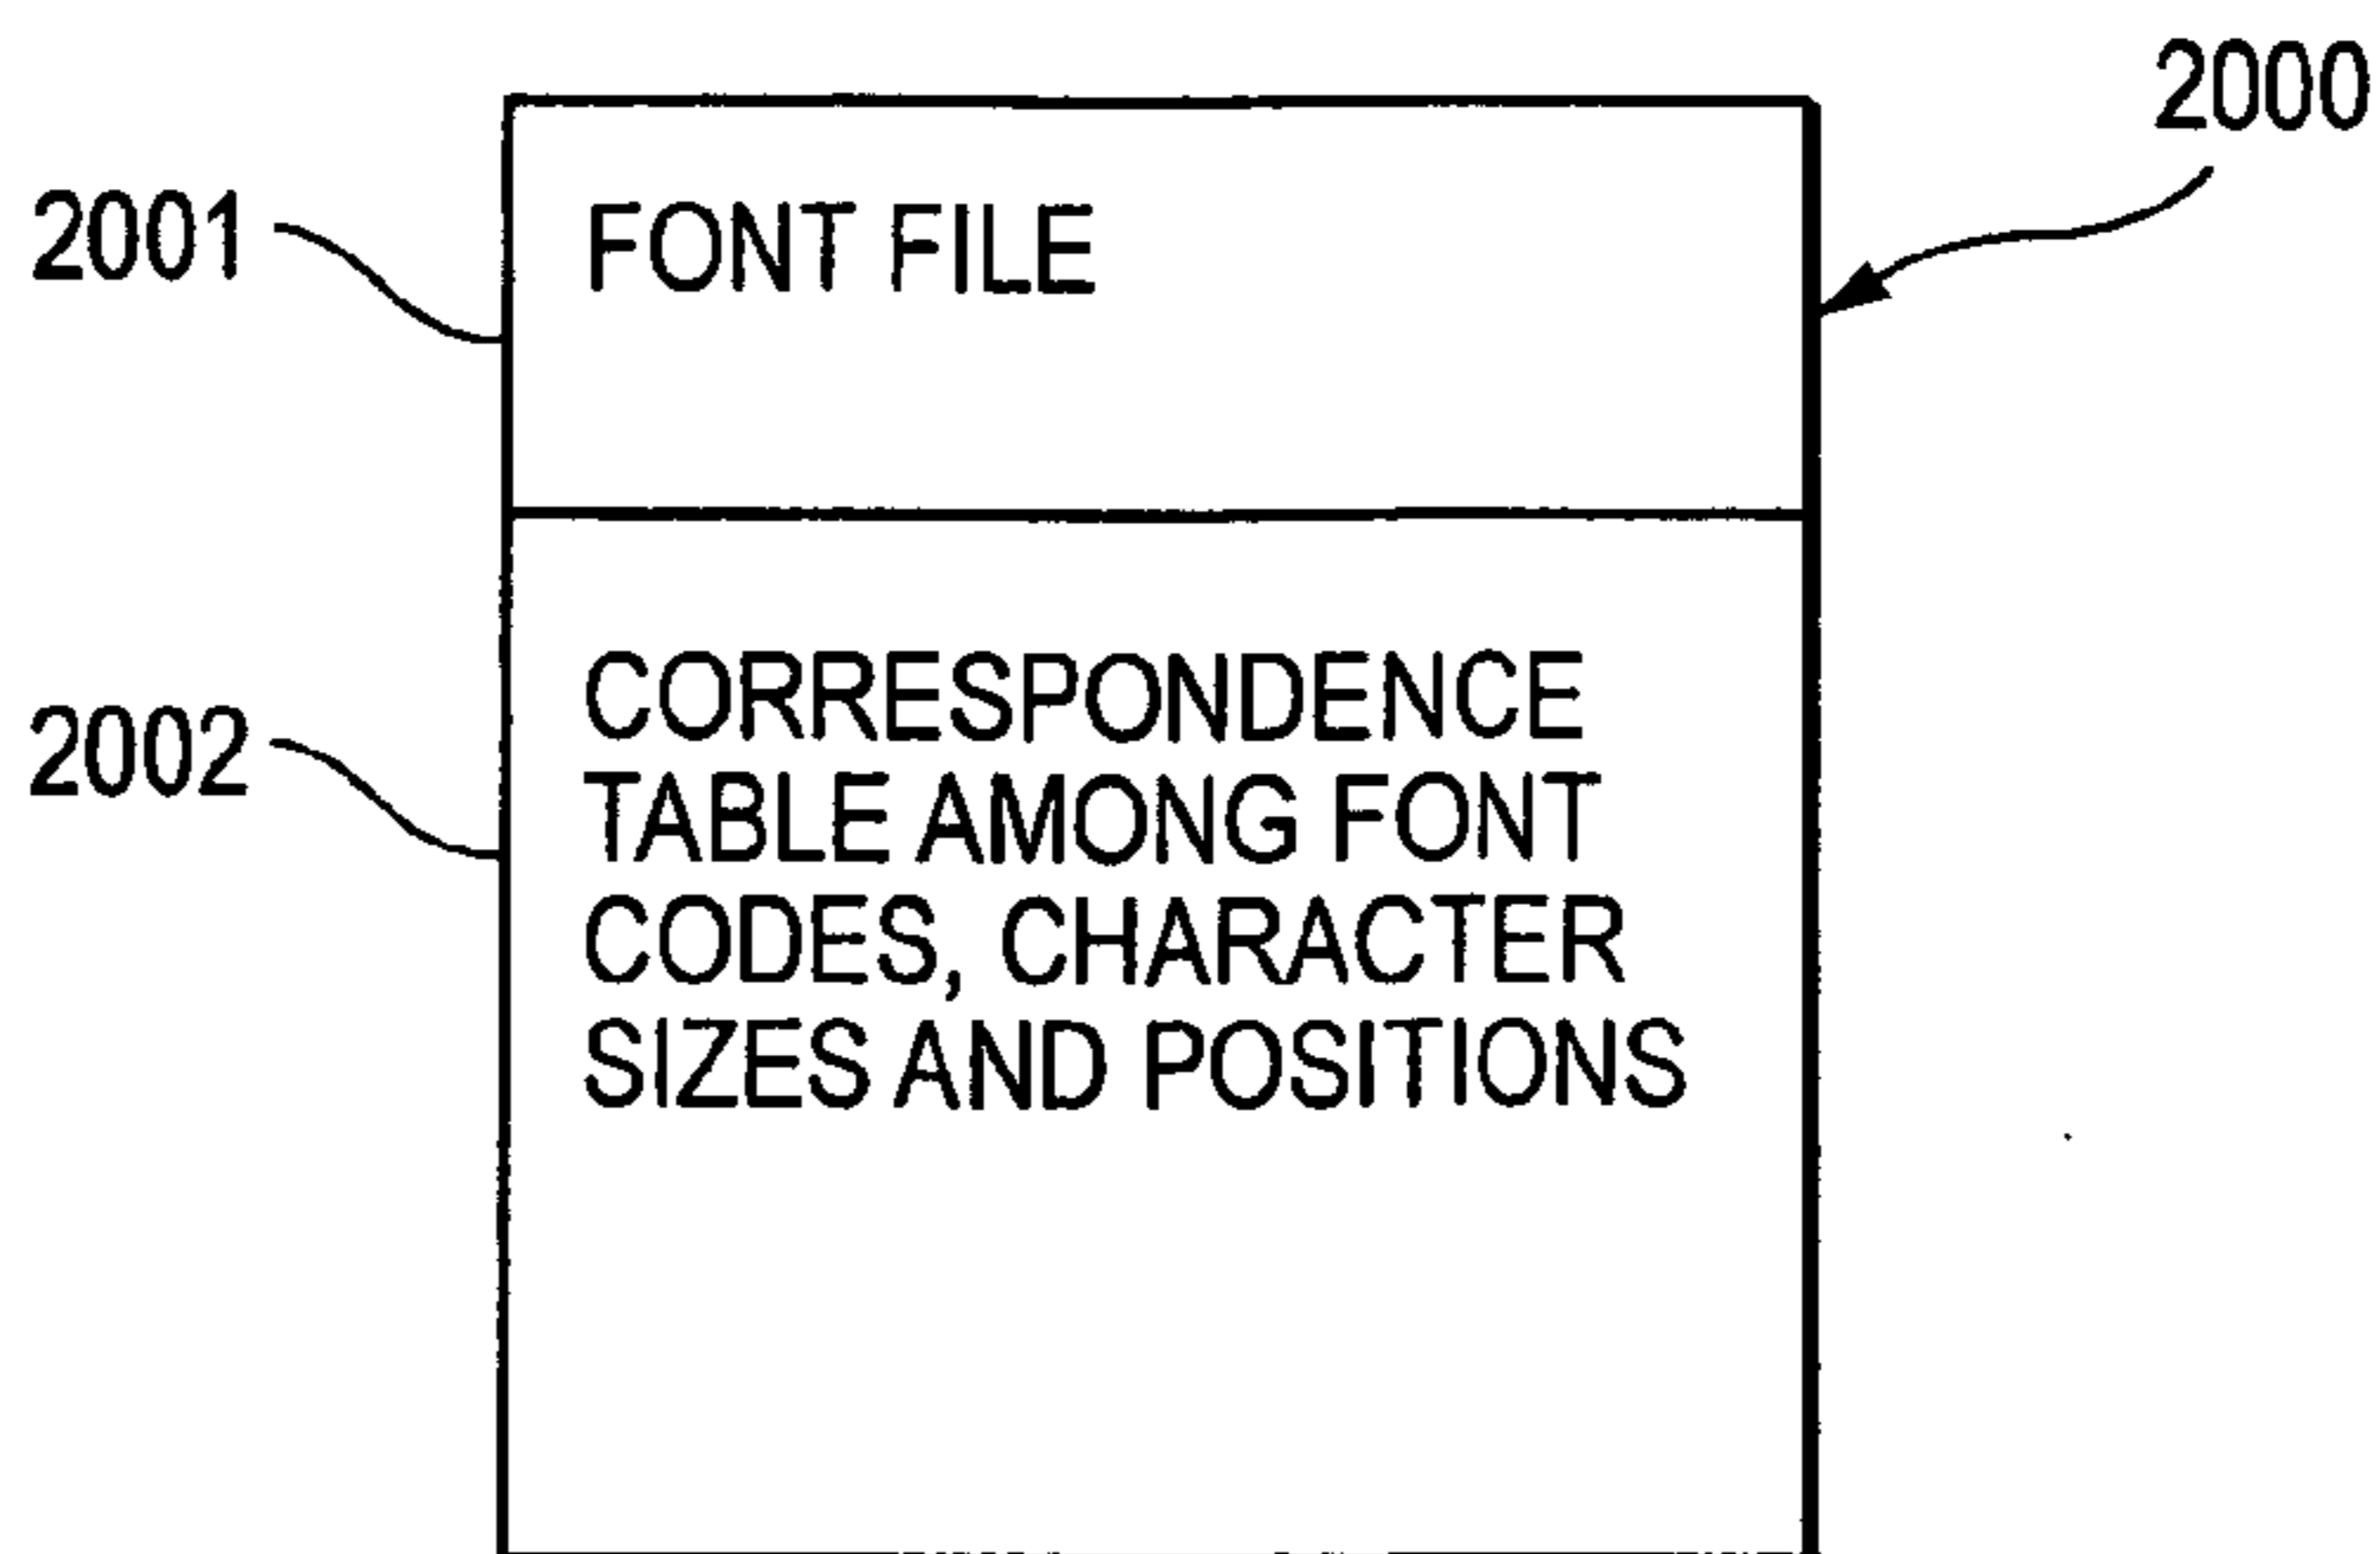 2000
2001
FONT FILE
2002
CORRESPONDENCE
TABLE AMONG FONT
CODES, CHARACTER
SIZES AND POSITIONS